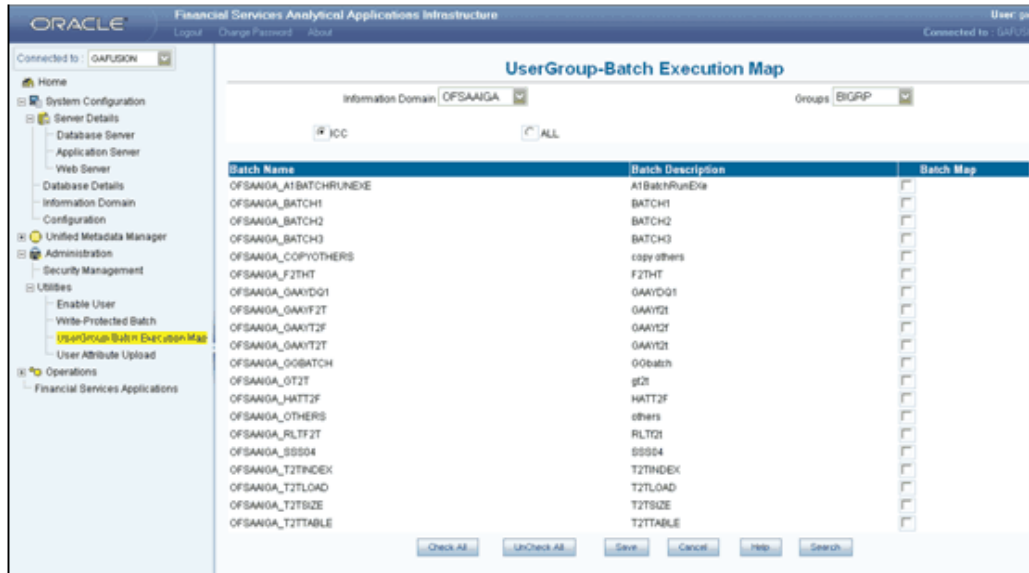 ORACLE
Financial Services Analytical Applications Infrastructure
User:
Logout Change Password About
Connected to : GAFUSI
Connected to : GAFUSION
Home
System Configuration
Server Details
Database Server
Application Server
Web Server
Database Details
Information Domain
Configuration
Unified Metadata Manager
Administration
Security Management
Utilities
Enable User
Write-Protected Batch
UserGroup-Batch Execution Map
User Attribute Upload
Operations
Financial Services Applications
UserGroup-Batch Execution Map
Information Domain OFSAAIGA Groups BIGRP
ICC ALL
Batch Name Batch Description Batch Map
OFSAAIGA_A1BATCHRUNEXE A1BatchRunEXe
OFSAAIGA_BATCH1 BATCH1
OFSAAIGA_BATCH2 BATCH2
OFSAAIGA_BATCH3 BATCH3
OFSAAIGA_COPYOTHERS copy others
OFSAAIGA_F2THT F2THT
OFSAAIGA_GAAYDQ1 GAAYDQ1
OFSAAIGA_GAAYF2T GAAYf2t
OFSAAIGA_GAAYT2F GAAYt2f
OFSAAIGA_GAAYT2T GAAYt2t
OFSAAIGA_GGBATCH GGbatch
OFSAAIGA_GT2T gt2t
OFSAAIGA_HATT2F HATT2F
OFSAAIGA_OTHERS others
OFSAAIGA_RLTF2T RLTf2t
OFSAAIGA_SSS04 SSS04
OFSAAIGA_T2TINDEX T2TINDEX
OFSAAIGA_T2TLOAD T2TLOAD
OFSAAIGA_T2TSIZE T2TSIZE
OFSAAIGA_T2TTABLE T2TTABLE
Check All UnCheck All Save Cancel Help Search